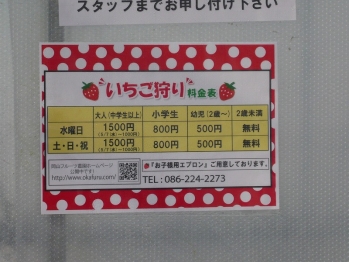 スタッフまでお申し付け下さい
いちご狩り 料金表
大人(中学生以上) 小学生 幼児(2歳〜) 2歳未満
水曜日 1500円 800円 500円 無料
土・日・祝 1500円 800円 500円 無料
『お子様用エプロン』ご用意しております。
TEL : 086-224-2273